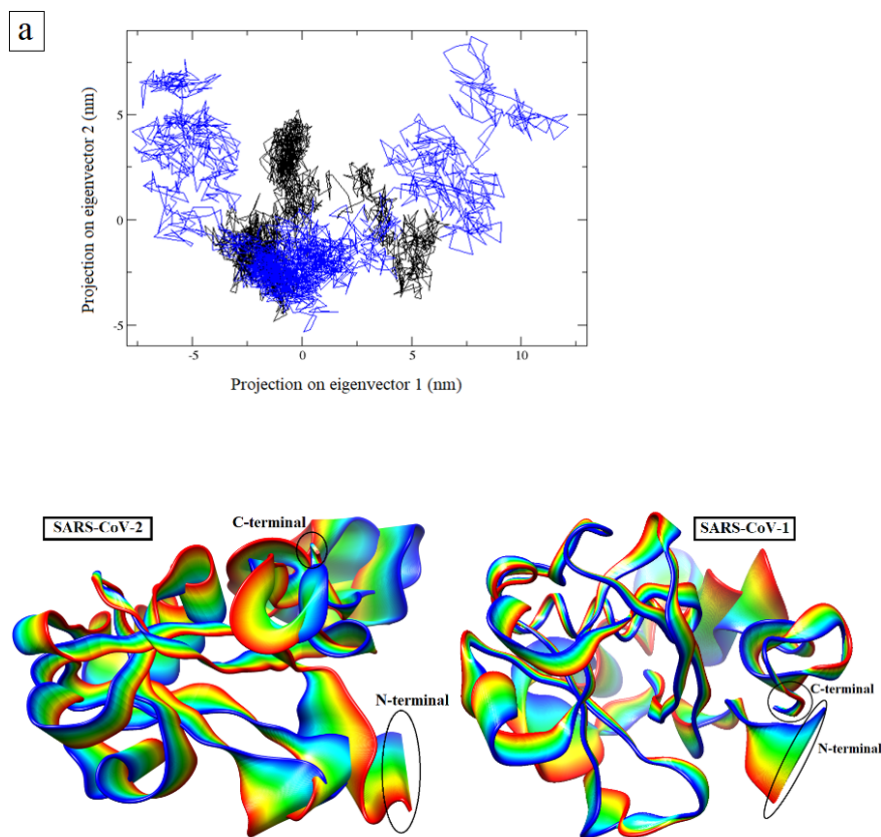 a
Projection on eigenvector 2 (nm)
5
0
-5
-5
0
5
10
Projection on eigenvector 1 (nm)
SARS-CoV-2
C-terminal
N-terminal
SARS-CoV-1
C-terminal
N-terminal